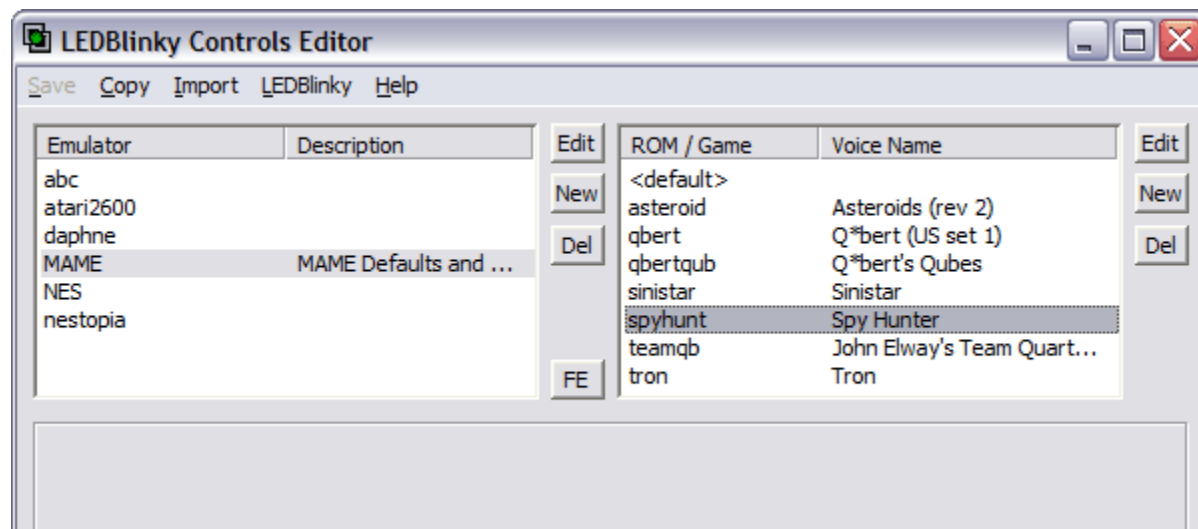 LEDBlinky Controls Editor
Save Copy Import LEDBlinky Help
Emulator Description
abc
atari2600
daphne
MAME MAME Defaults and ...
NES
nestopia
Edit
New
Del
FE
ROM / Game Voice Name
<default>
asteroid Asteroids (rev 2)
qbert Q*bert (US set 1)
qbertqub Q*bert's Qubes
sinistar Sinistar
spyhunt Spy Hunter
teamqb John Elway's Team Quart...
tron Tron
Edit
New
Del